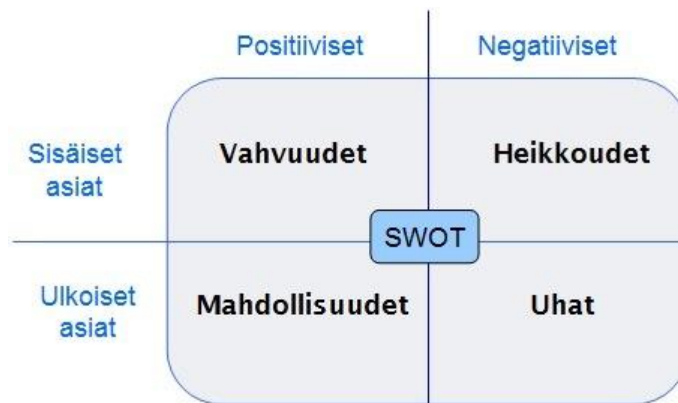 Positiiviset
Negatiiviset
Sisäiset
asiat
Vahvuudet
Heikkoudet
SWOT
Ulkoiset
asiat
Mahdollisuudet
Uhat